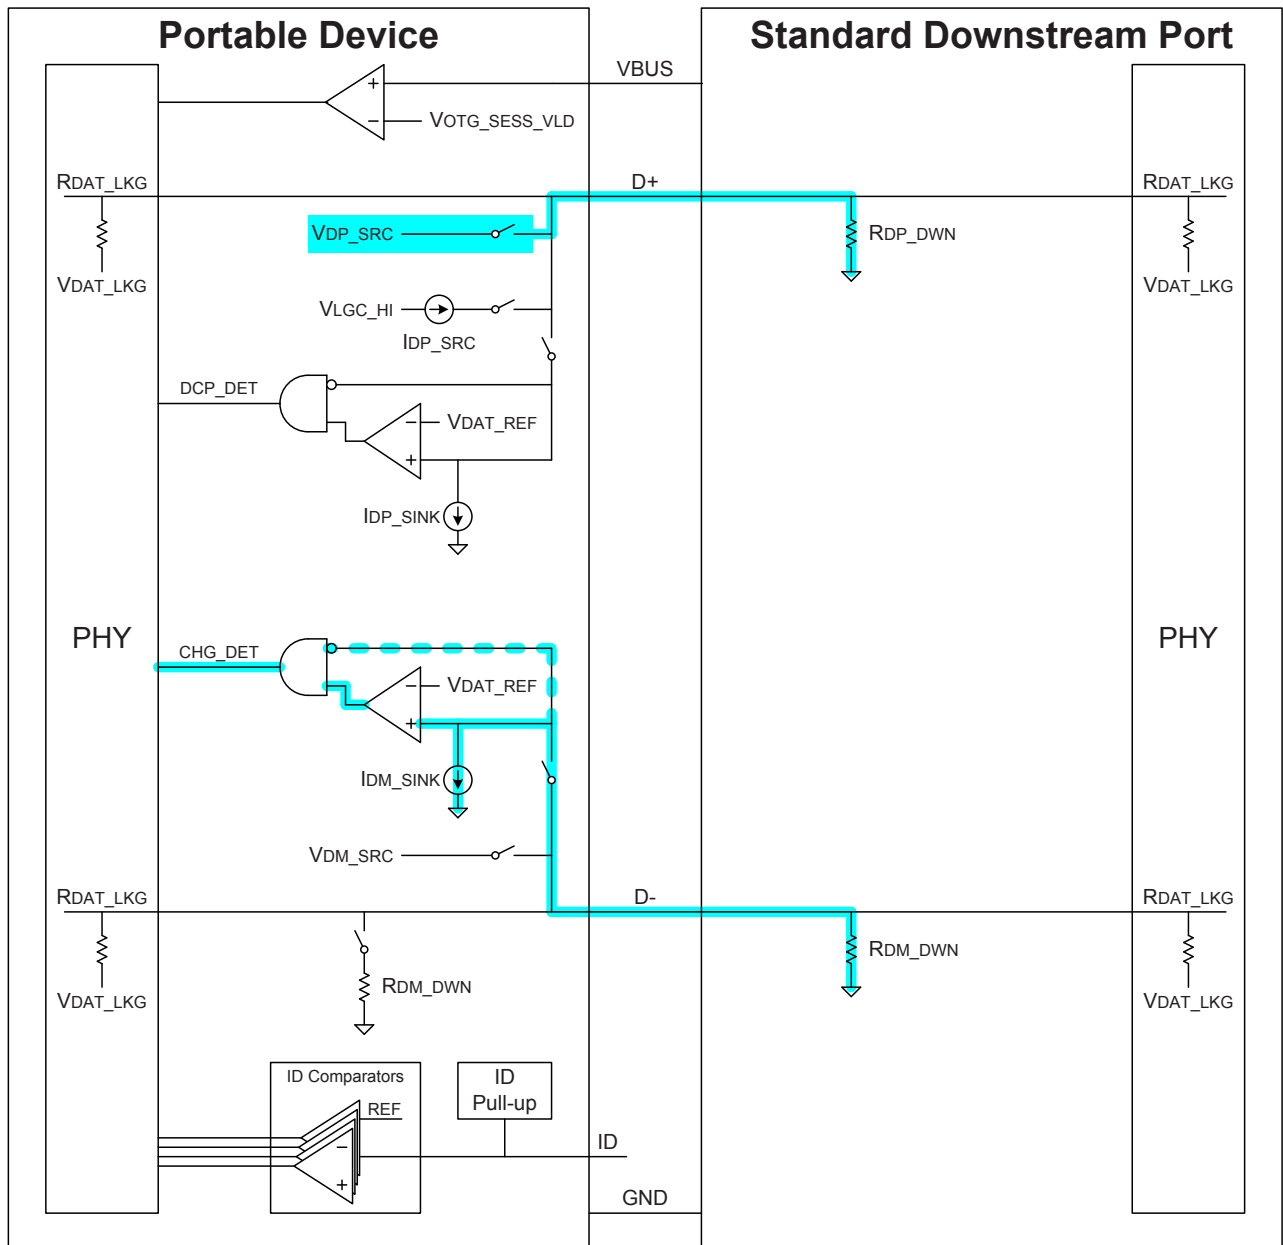 Portable Device
Standard Downstream Port
VBUS
+
−
VOTG_SESS_VLD
RDAT_LKG
D+
RDAT_LKG
VDP_SRC
RDP_DWN
VDAT_LKG
VDAT_LKG
VLGC_HI
IDP_SRC
DCP_DET
VDAT_REF
−
+
IDP_SINK
PHY
PHY
CHG_DET
VDAT_REF
−
+
IDM_SINK
VDM_SRC
RDAT_LKG
D-
RDAT_LKG
RDM_DWN
VDAT_LKG
RDM_DWN
VDAT_LKG
ID Comparators
ID
Pull-up
REF
−
+
ID
GND